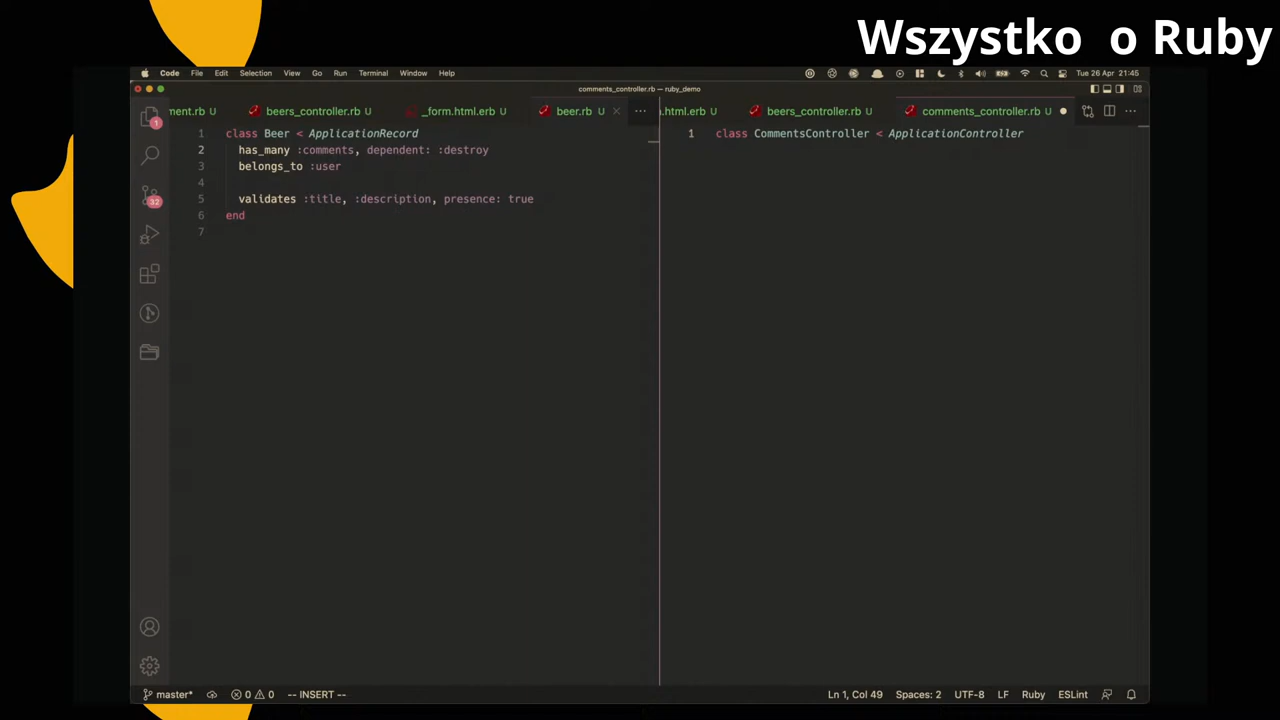 Wszystko o Ruby
Code File Edit Selection View Go Run Terminal Window Help Tue 26 Apr 21:45
comments_controller.rb — ruby_demo
ment.rb U beers_controller.rb U _form.html.erb U beer.rb U × ···
.html.erb U beers_controller.rb U comments_controller.rb U ···
1 class Beer < ApplicationRecord
2 has_many :comments, dependent: :destroy
3 belongs_to :user
4
5 validates :title, :description, presence: true
6 end
7
1 class CommentsController < ApplicationController
1
32
master* 0 0 -- INSERT -- Ln 1, Col 49 Spaces: 2 UTF-8 LF Ruby ESLint